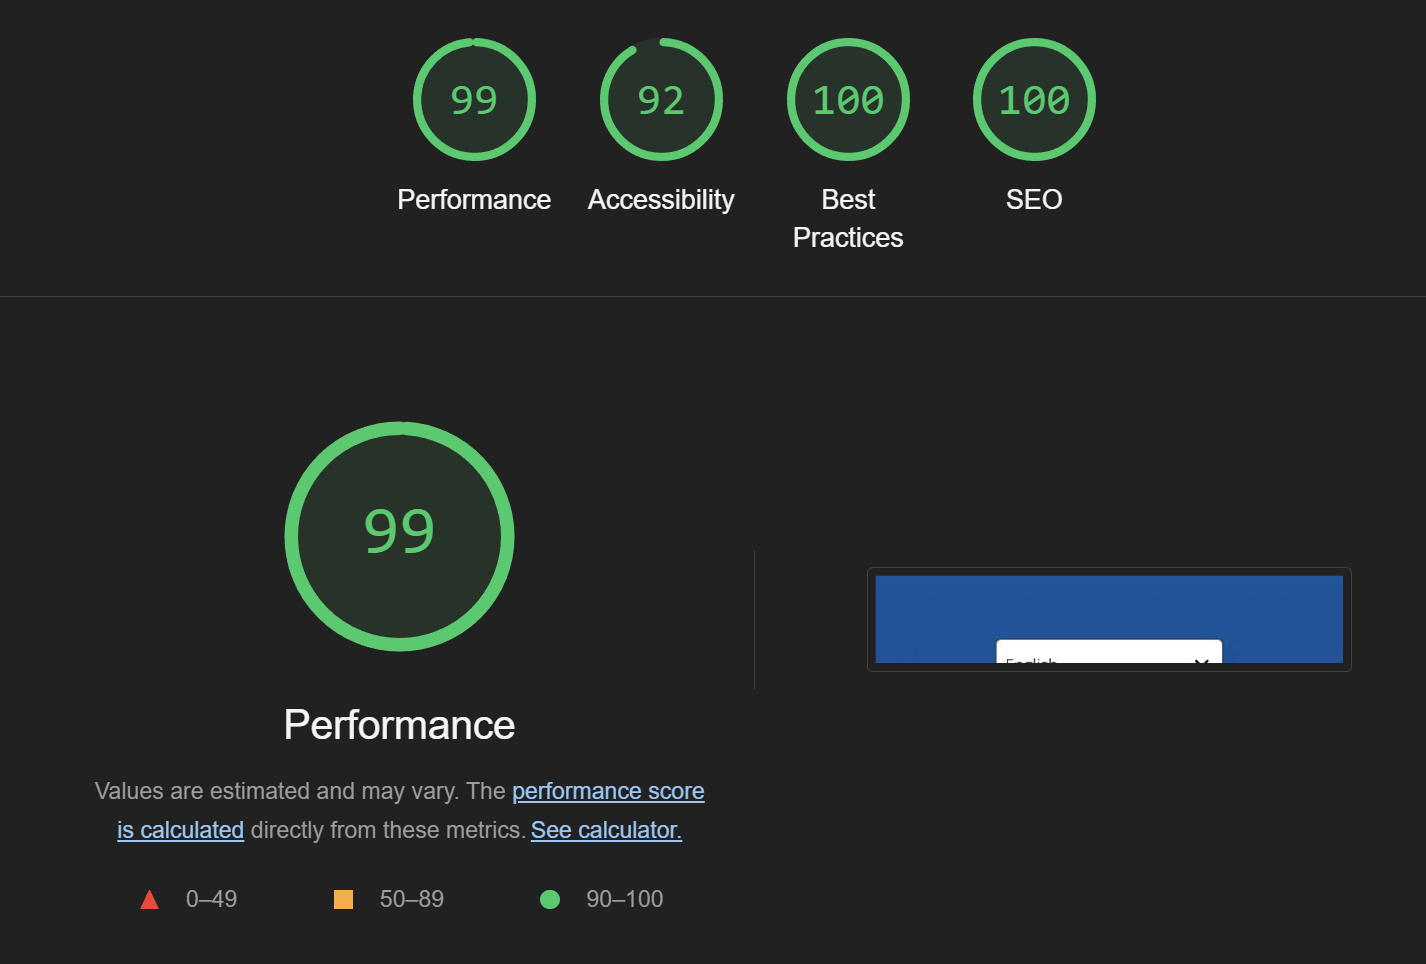 99
92
100
100
Performance
Accessibility
Best
Practices
SEO
99
Performance
Values are estimated and may vary. The performance score
is calculated directly from these metrics. See calculator.
0–49
50–89
90–100
English